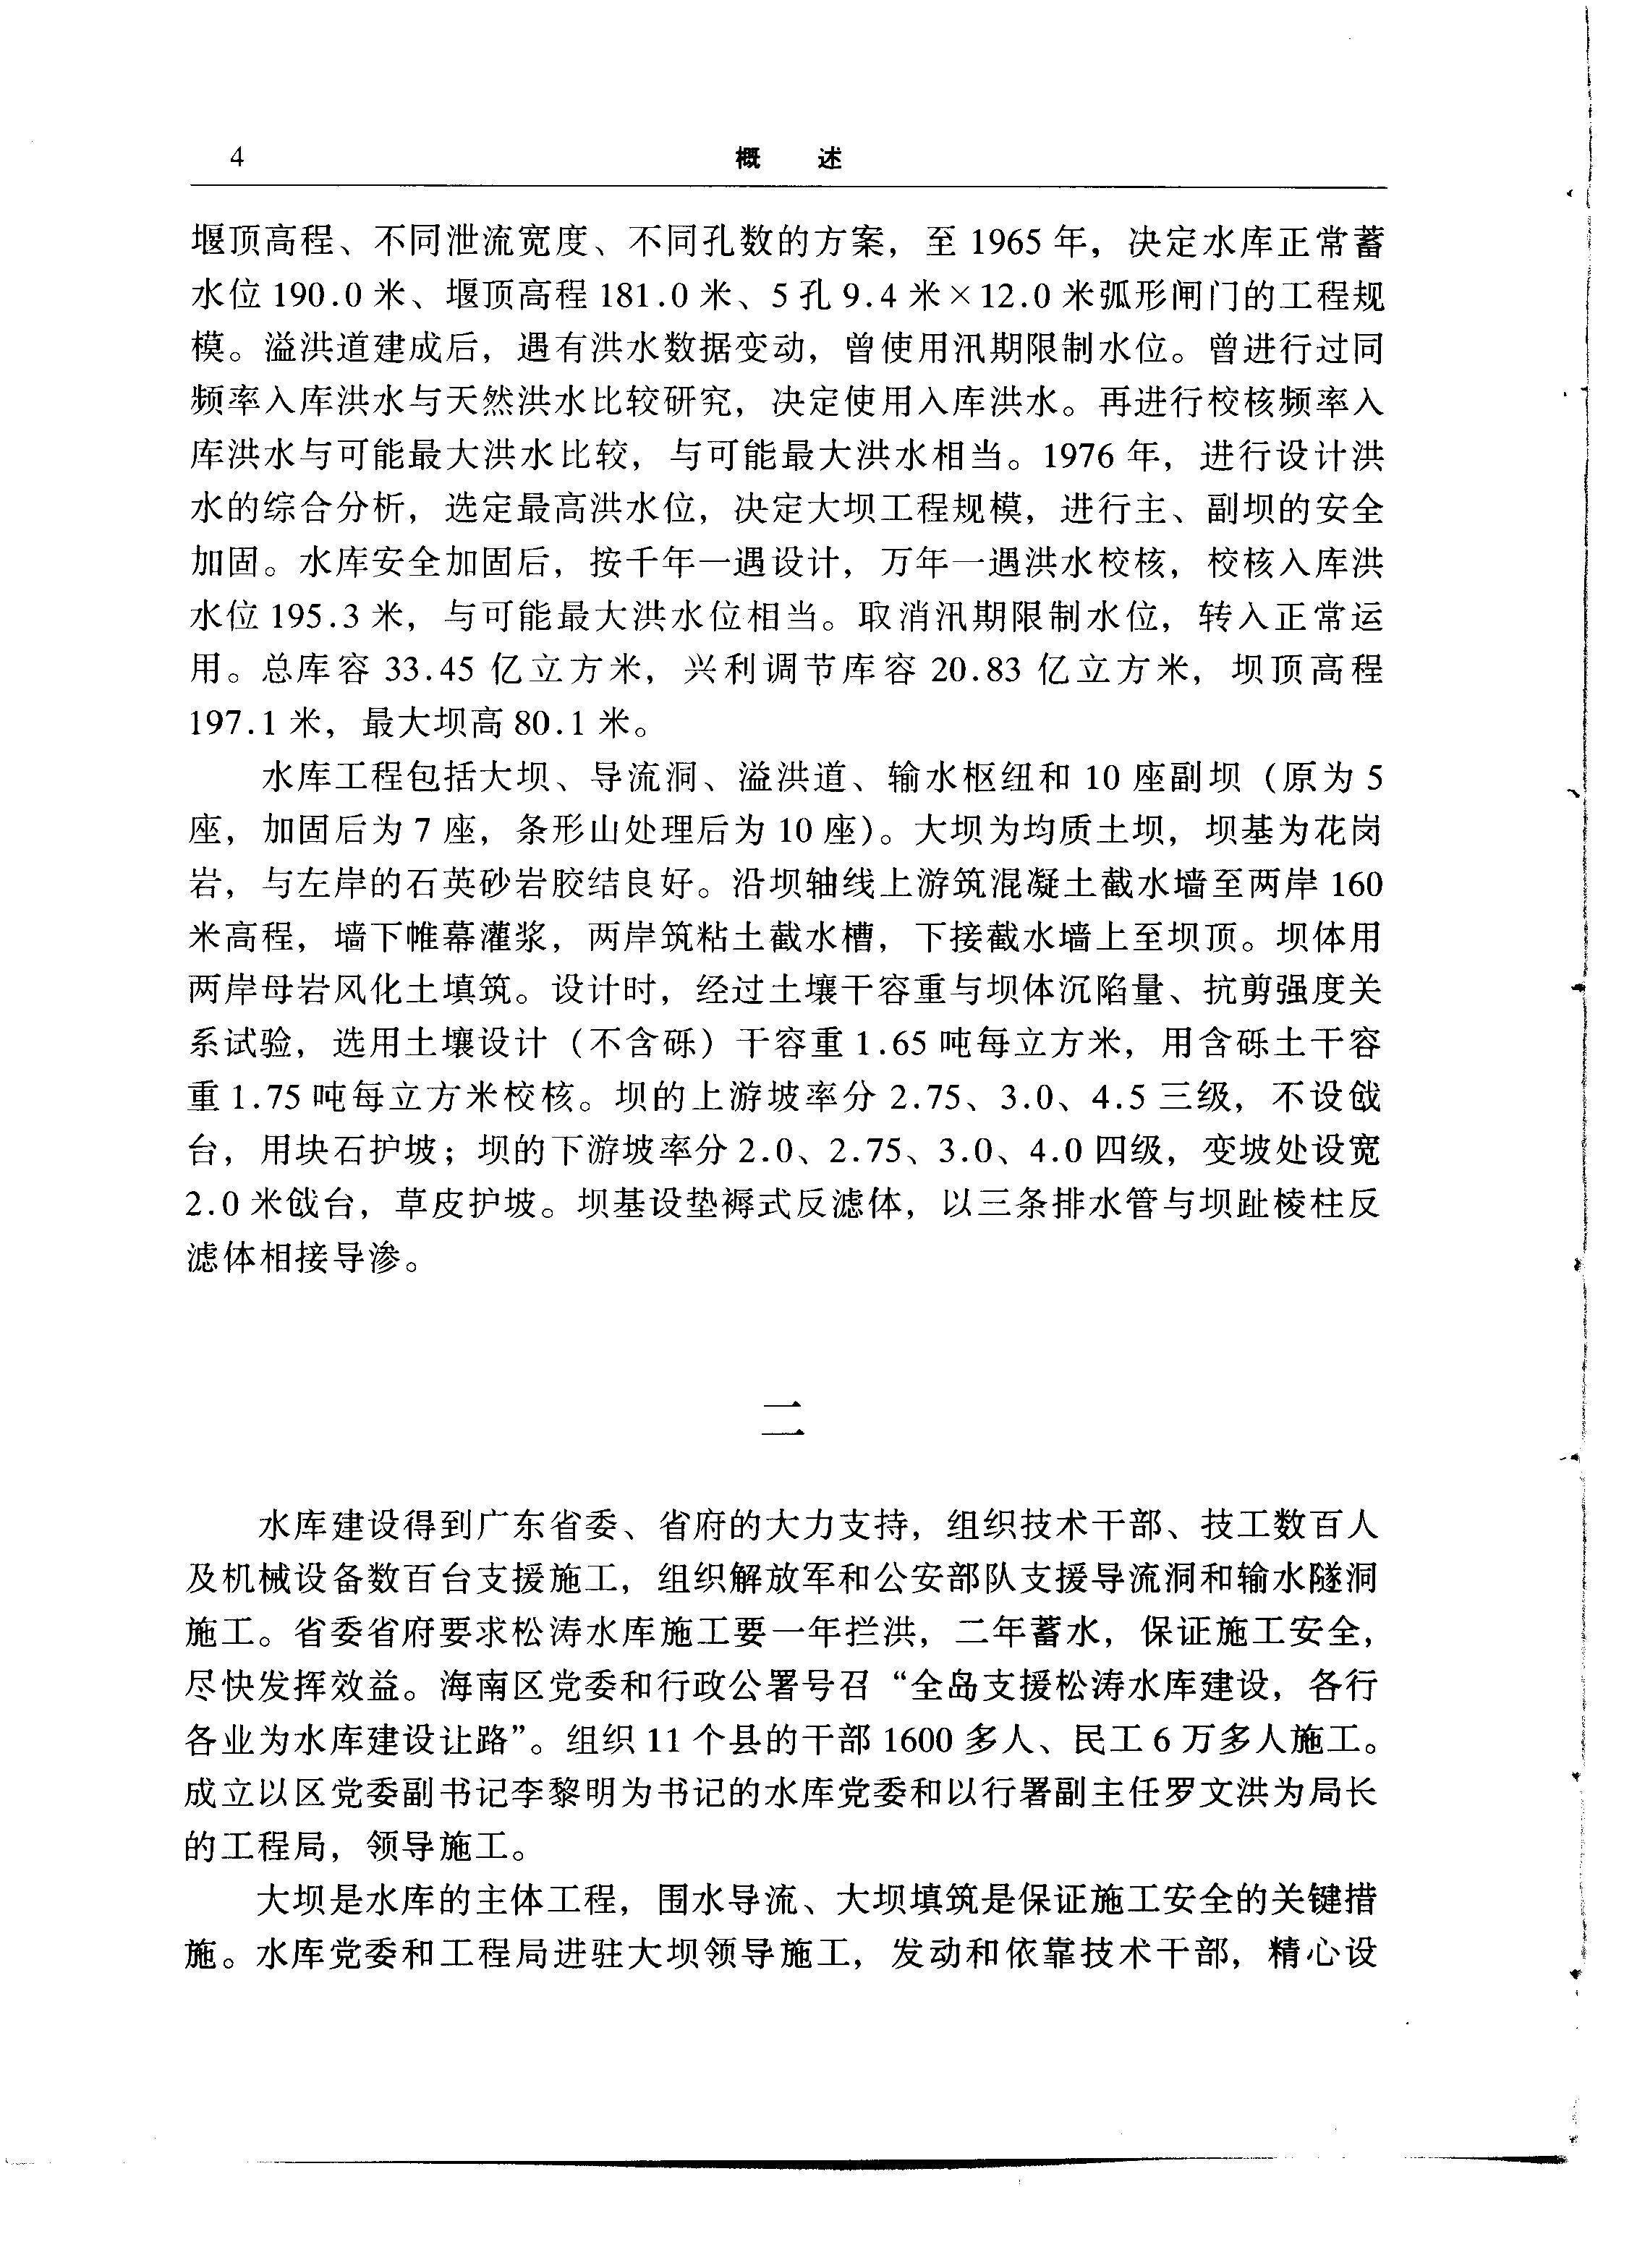 4 概 述
堰顶高程、不同泄流宽度、不同孔数的方案，至 1965 年，决定水库正常蓄
水位 190.0 米、堰顶高程 181.0 米、5 孔 9.4 米×12.0 米弧形闸门的工程规
模。溢洪道建成后，遇有洪水数据变动，曾使用汛期限制水位。曾进行过同
频率入库洪水与天然洪水比较研究，决定使用入库洪水。再进行校核频率入
库洪水与可能最大洪水比较，与可能最大洪水相当。1976 年，进行设计洪
水的综合分析，选定最高洪水位，决定大坝工程规模，进行主、副坝的安全
加固。水库安全加固后，按千年一遇设计，万年一遇洪水校核，校核入库洪
水位 195.3 米，与可能最大洪水位相当。取消汛期限制水位，转入正常运
用。总库容 33.45 亿立方米，兴利调节库容 20.83 亿立方米，坝顶高程
197.1 米，最大坝高 80.1 米。
水库工程包括大坝、导流洞、溢洪道、输水枢纽和 10 座副坝（原为 5
座，加固后为 7 座，条形山处理后为 10 座）。大坝为均质土坝，坝基为花岗
岩，与左岸的石英砂岩胶结良好。沿坝轴线上游筑混凝土截水墙至两岸 160
米高程，墙下帷幕灌浆，两岸筑粘土截水槽，下接截水墙上至坝顶。坝体用
两岸母岩风化土填筑。设计时，经过土壤干容重与坝体沉陷量、抗剪强度关
系试验，选用土壤设计（不含砾）干容重 1.65 吨每立方米，用含砾土干容
重 1.75 吨每立方米校核。坝的上游坡率分 2.75、3.0、4.5 三级，不设戗
台，用块石护坡；坝的下游坡率分 2.0、2.75、3.0、4.0 四级，变坡处设宽
2.0 米戗台，草皮护坡。坝基设垫褥式反滤体，以三条排水管与坝趾棱柱反
滤体相接导渗。
二
水库建设得到广东省委、省府的大力支持，组织技术干部、技工数百人
及机械设备数百台支援施工，组织解放军和公安部队支援导流洞和输水隧洞
施工。省委省府要求松涛水库施工要一年拦洪，二年蓄水，保证施工安全，
尽快发挥效益。海南区党委和行政公署号召“全岛支援松涛水库建设，各行
各业为水库建设让路”。组织 11 个县的干部 1600 多人、民工 6 万多人施工。
成立以区党委副书记李黎明为书记的水库党委和以行署副主任罗文洪为局长
的工程局，领导施工。
大坝是水库的主体工程，围水导流、大坝填筑是保证施工安全的关键措
施。水库党委和工程局进驻大坝领导施工，发动和依靠技术干部，精心设